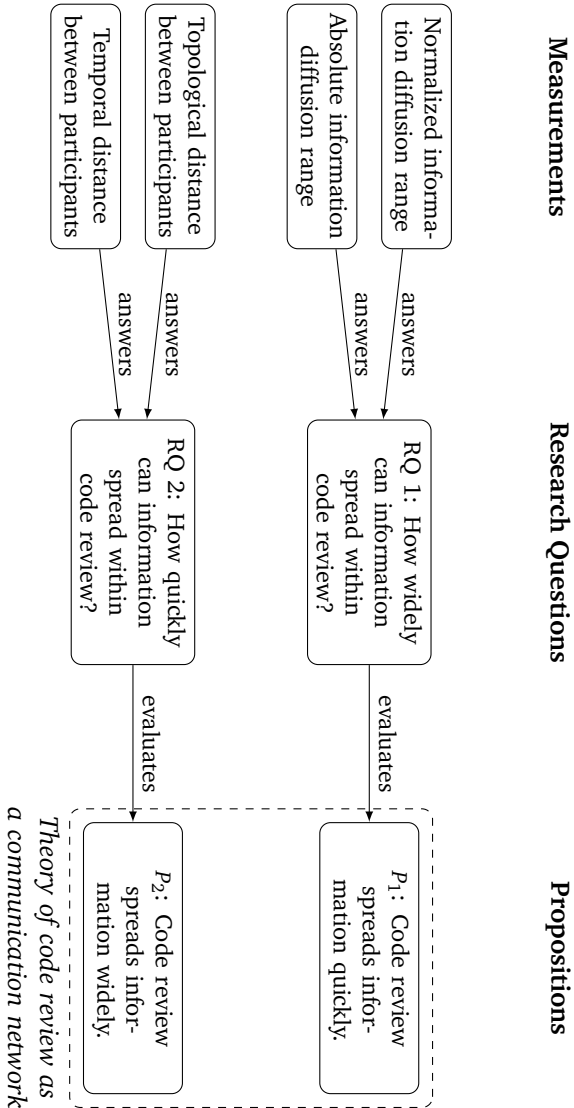 Measurements
Research Questions
Propositions
Normalized informa-
tion diffusion range
Absolute information
diffusion range
answers
answers
RQ 1: How widely
can information
spread within
code review?
evaluates
P1: Code review
spreads infor-
mation quickly.
Topological distance
between participants
Temporal distance
between participants
answers
answers
RQ 2: How quickly
can information
spread within
code review?
evaluates
P2: Code review
spreads infor-
mation widely.
Theory of code review as
a communication network